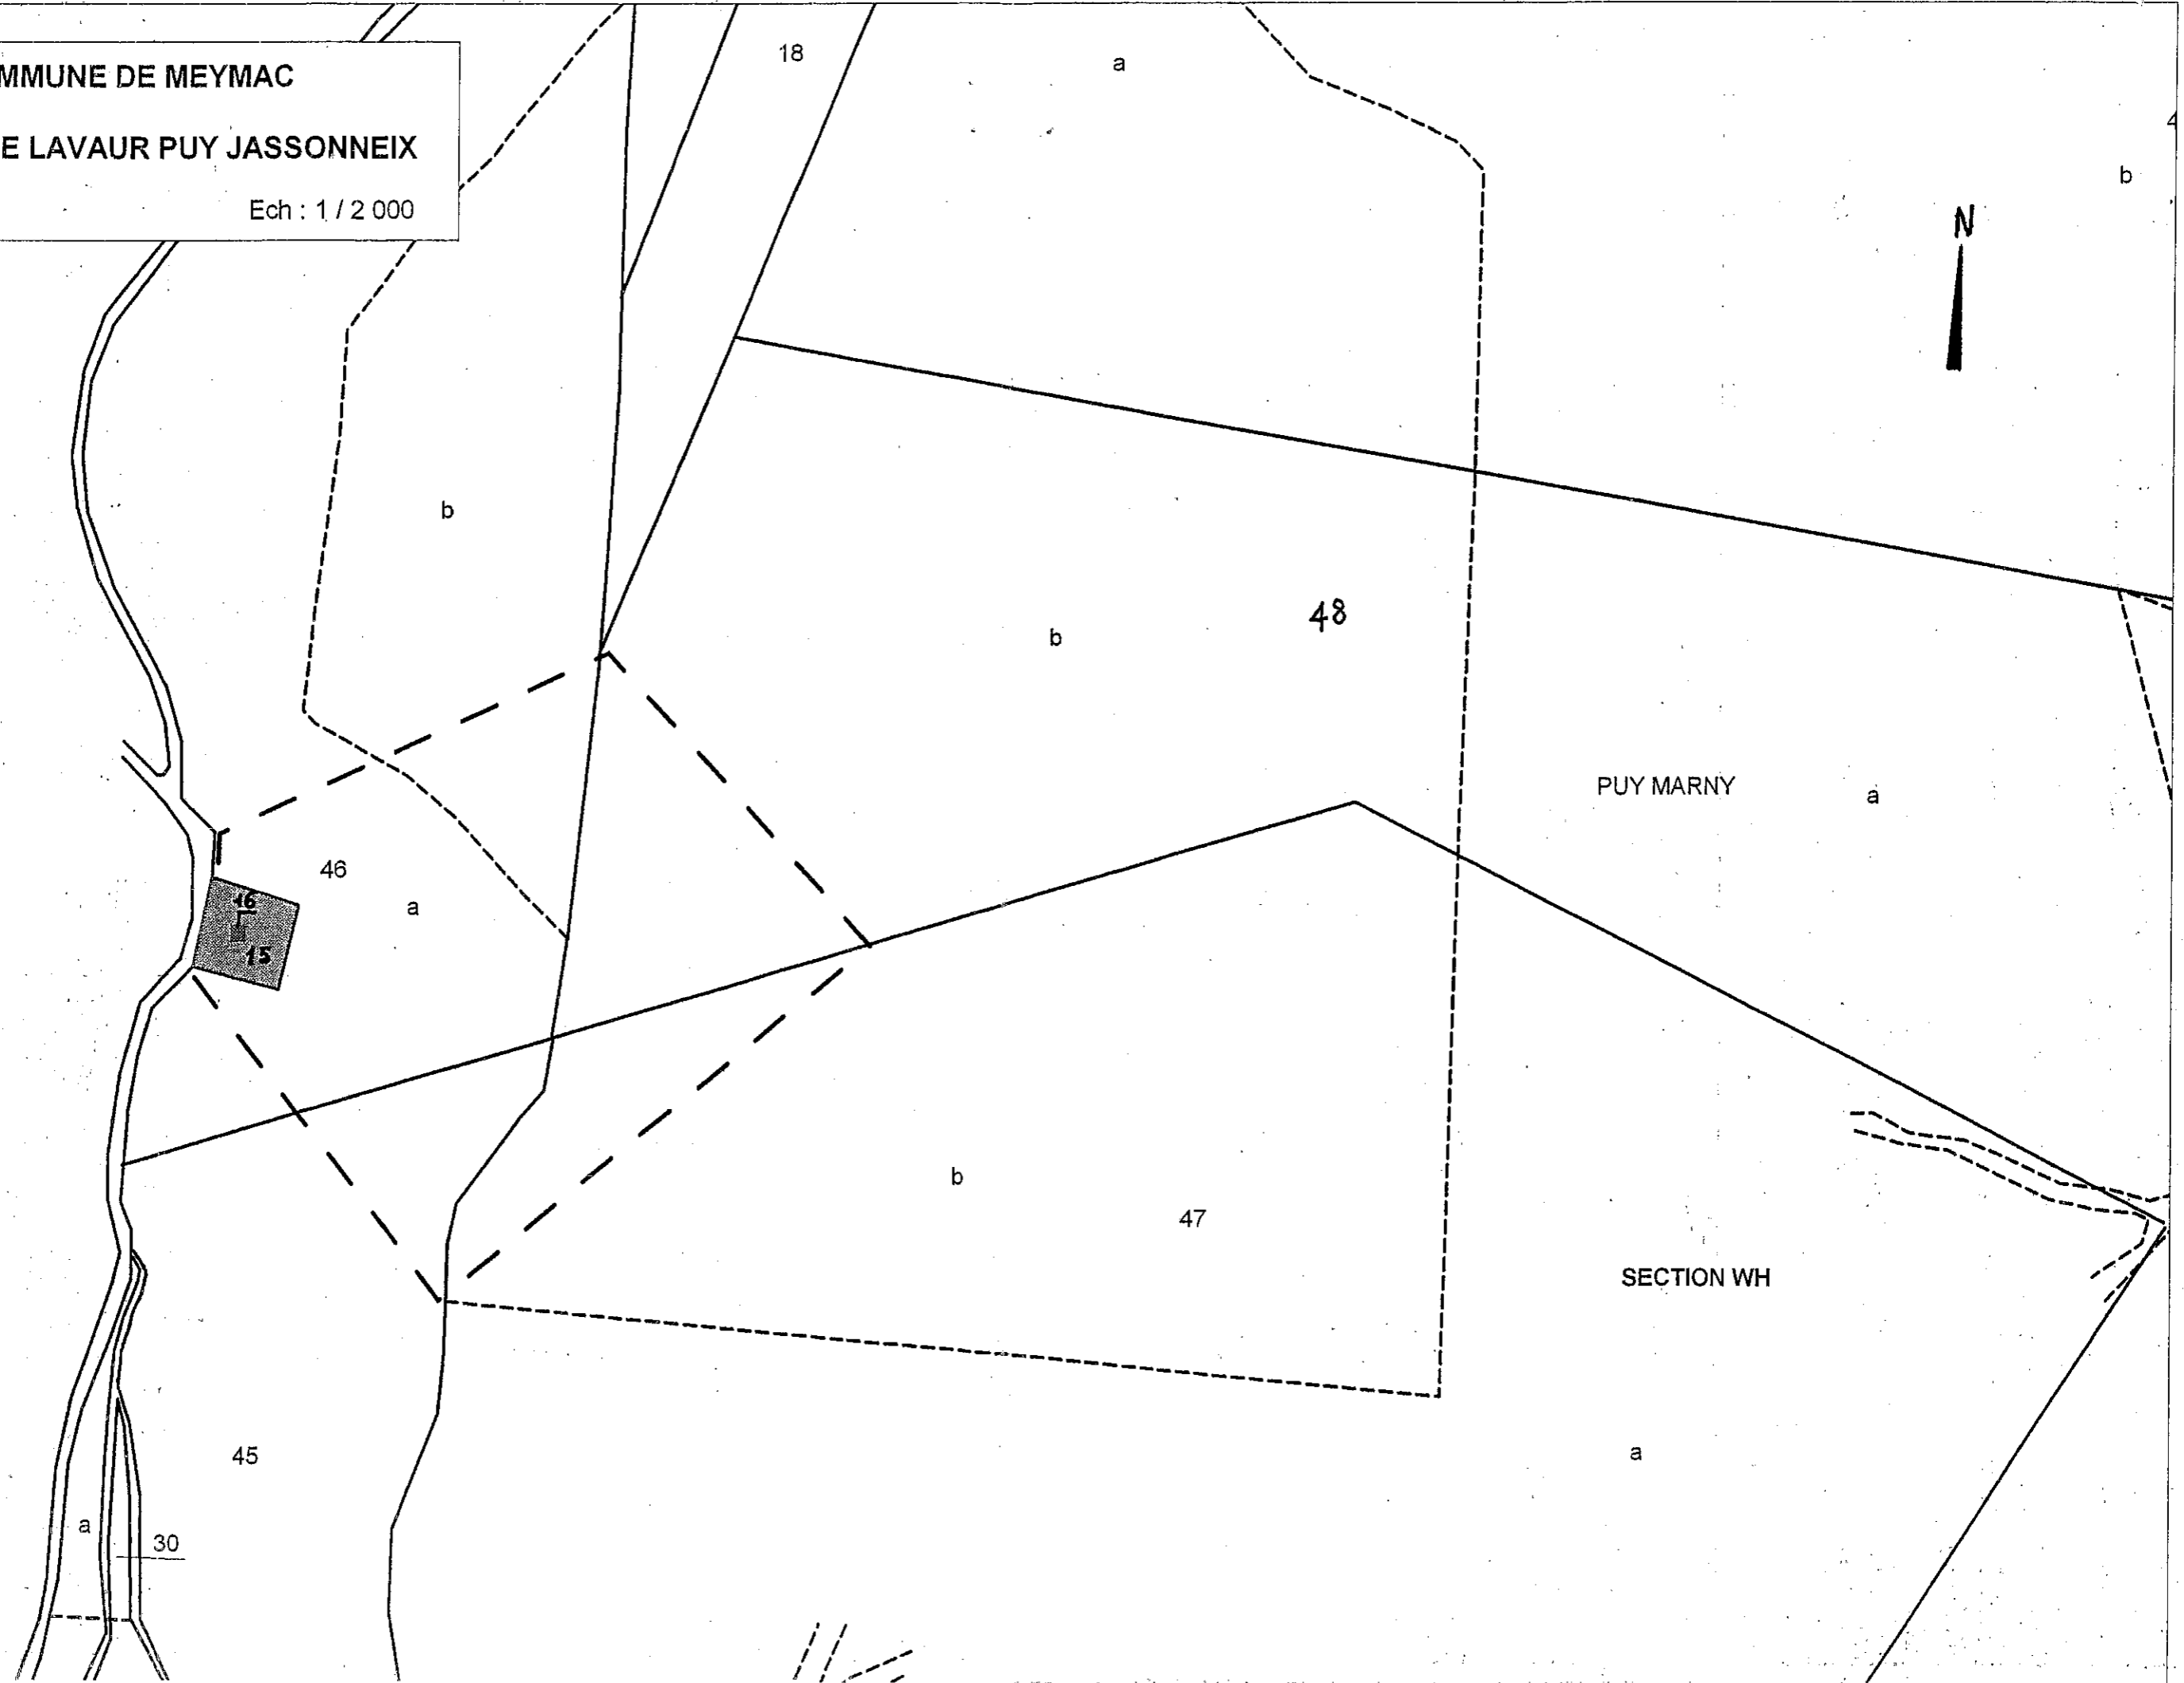 MMUNE DE MEYMAC
E LAVAUR PUY JASSONNEIX
Ech : 1 / 2 000
18
a
b
N
b
48
b
PUY MARNY
a
46
a
16
15
b
47
SECTION WH
45
a
a
30